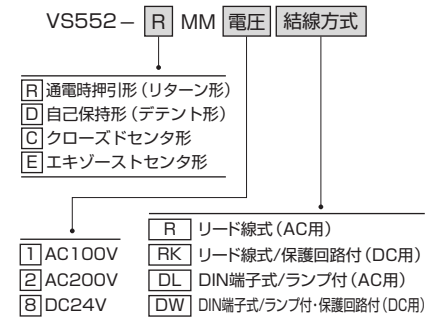 VS552－ R MM 電圧 結線方式
R 通電時押引形（リターン形）
D 自己保持形（デテント形）
C クローズドセンタ形
E エキゾーストセンタ形
1 AC100V
2 AC200V
8 DC24V
R リード線式（AC用）
RK リード線式/保護回路付（DC用）
DL DIN端子式/ランプ付（AC用）
DW DIN端子式/ランプ付・保護回路付（DC用）